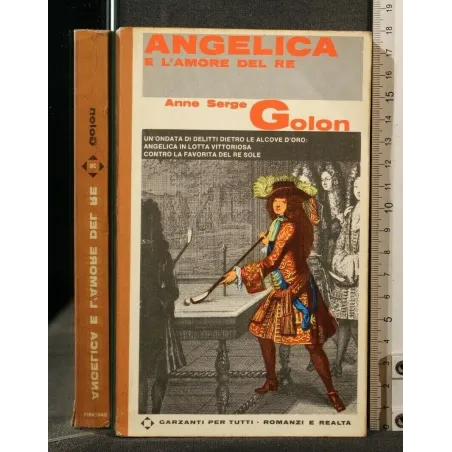 ANGELICA E L'AMORE DEL RE
Golon
ANGELICA
E L'AMORE DEL RE
Anne Serge
Golon
UN'ONDATA DI DELITTI DIETRO LE ALCOVE D'ORO:
ANGELICA IN LOTTA VITTORIOSA
CONTRO LA FAVORITA DEL RE SOLE
GARZANTI PER TUTTI - ROMANZI E REALTÀ